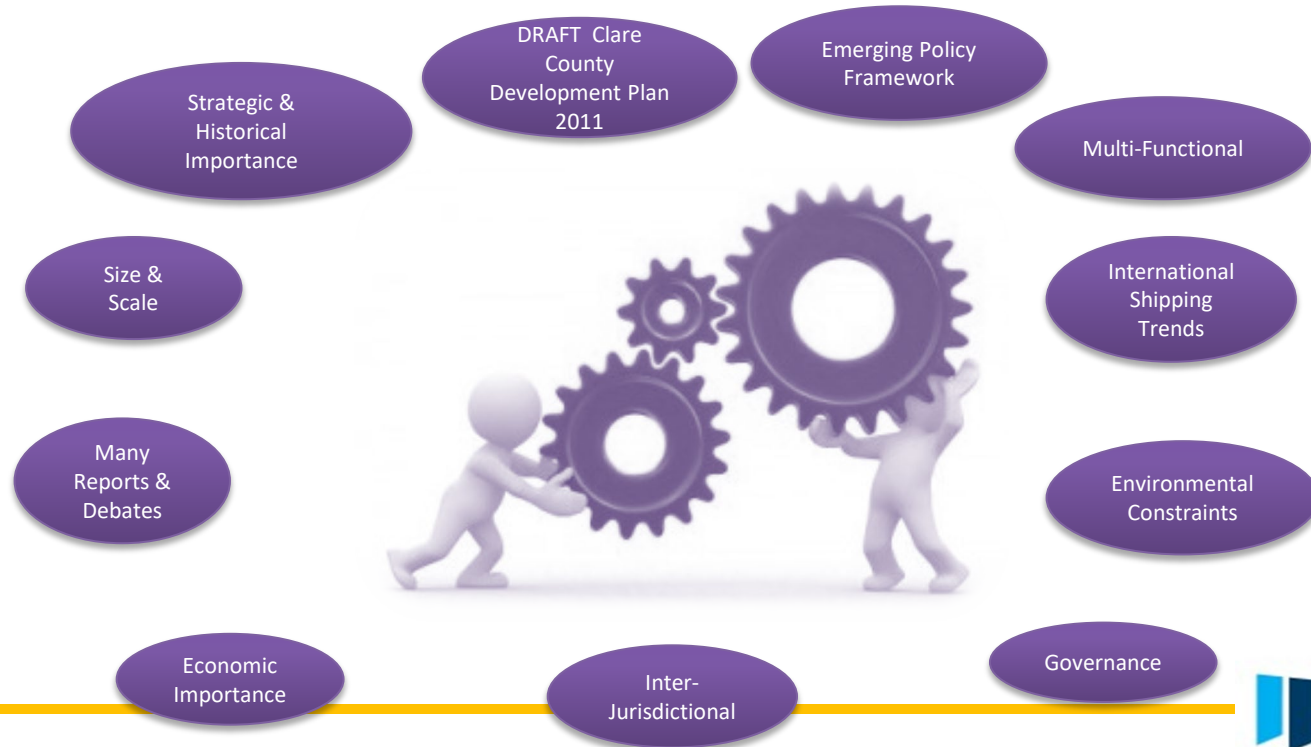 DRAFT Clare
County
Development Plan
2011
Emerging Policy
Framework
Strategic &
Historical
Importance
Multi-Functional
Size &
Scale
International
Shipping
Trends
Many
Reports &
Debates
Environmental
Constraints
Economic
Importance
Inter-
Jurisdictional
Governance